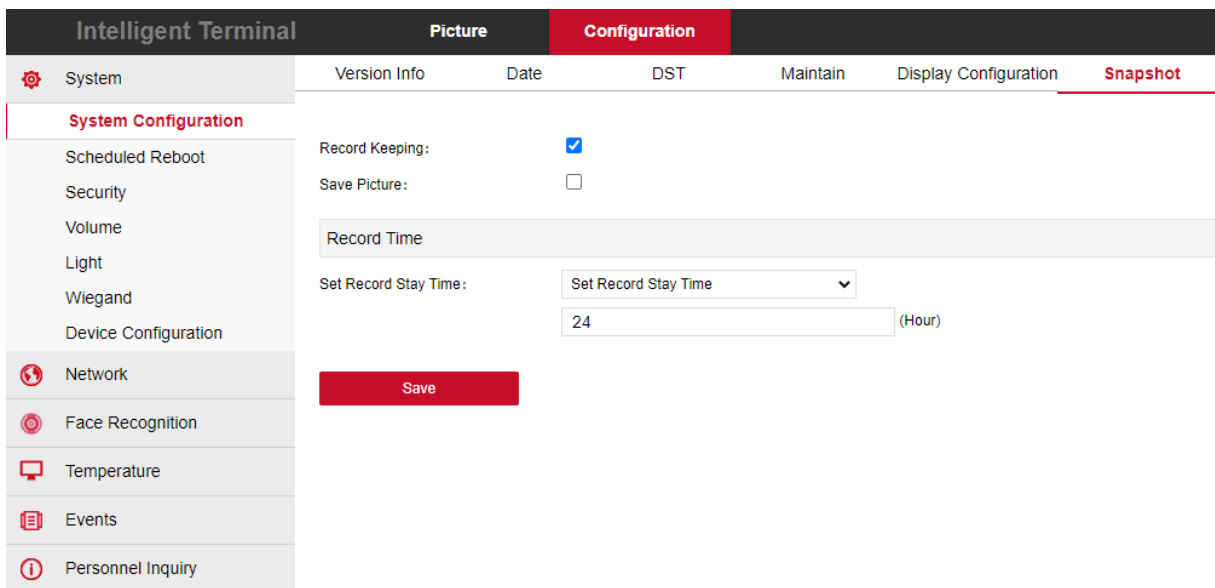 Intelligent Terminal Picture Configuration
System
System Configuration
Scheduled Reboot
Security
Volume
Light
Wiegand
Device Configuration
Network
Face Recognition
Temperature
Events
Personnel Inquiry
Version Info Date DST Maintain Display Configuration Snapshot
Record Keeping:
Save Picture:
Record Time
Set Record Stay Time: Set Record Stay Time
24 (Hour)
Save